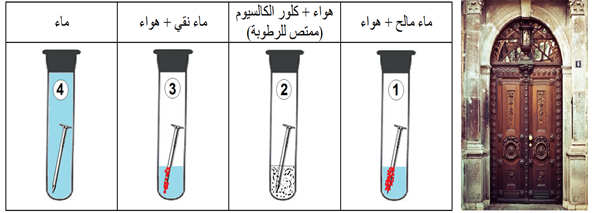 ماء مالح + هواء
هواء + كلور الكالسيوم
(ممتص للرطوبة)
ماء نقي + هواء
ماء
1
2
3
4